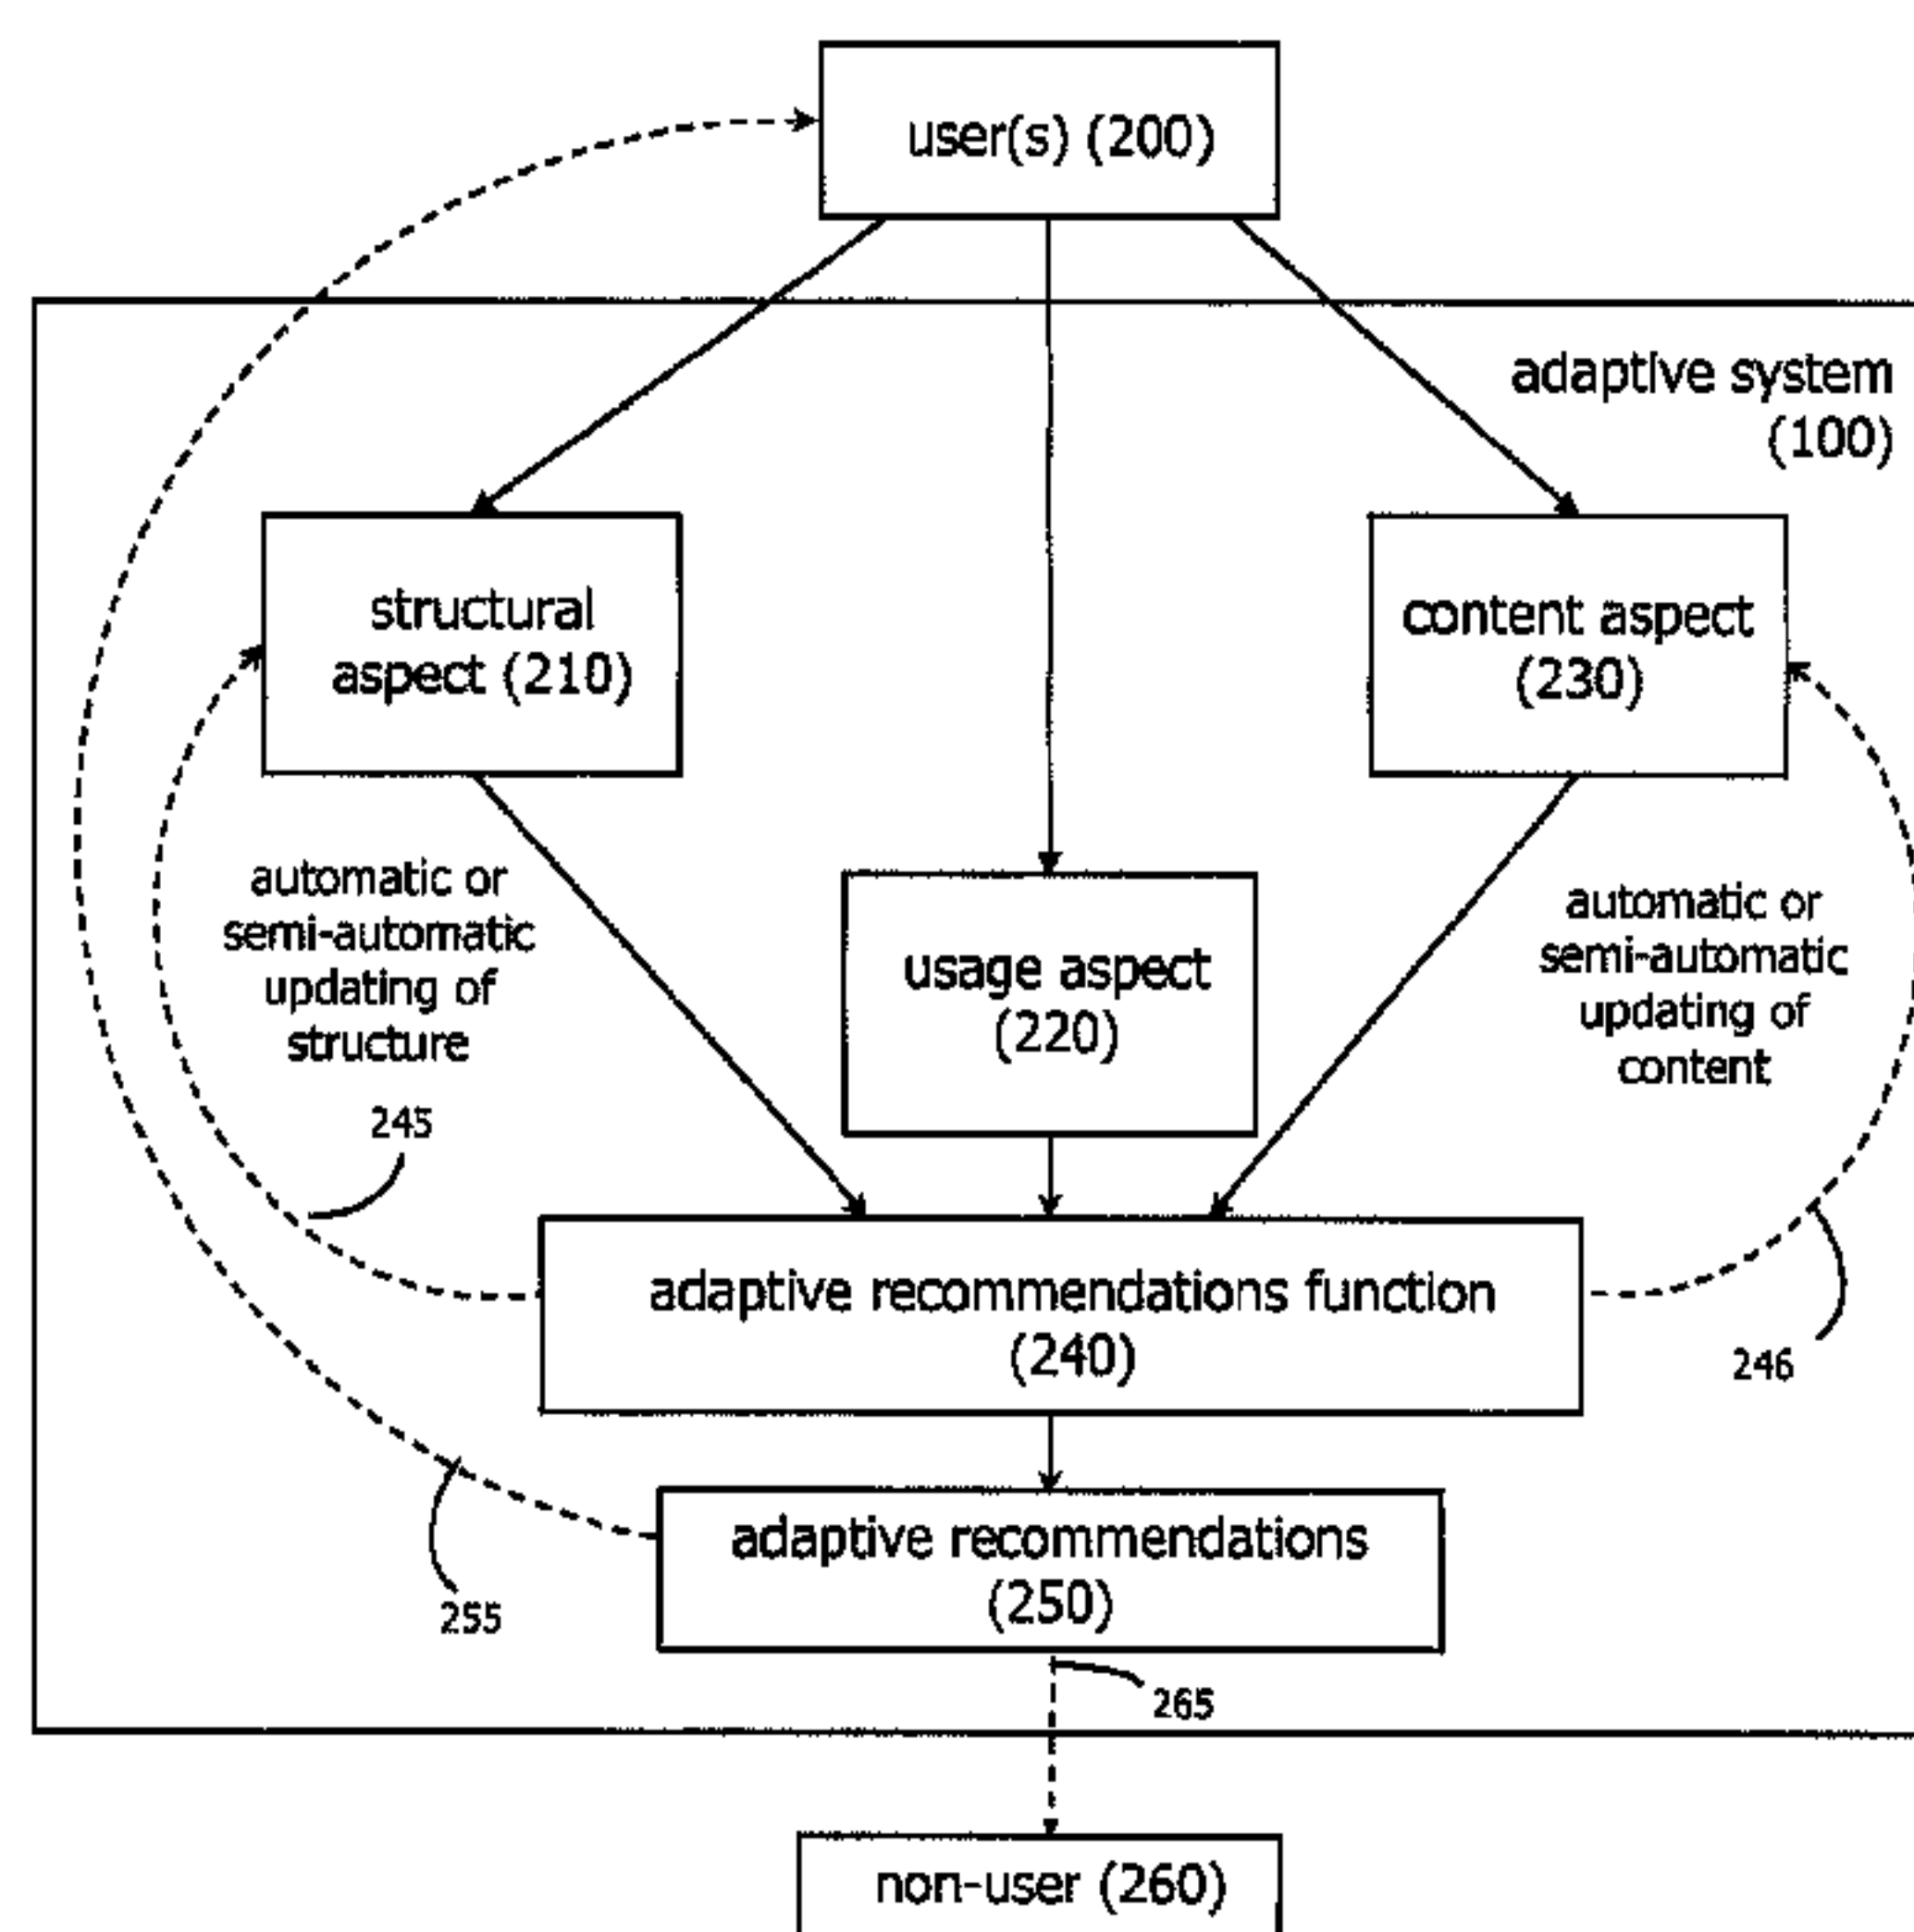 user(s) (200)
adaptive system
(100)
structural
aspect (210)
content aspect
(230)
automatic or
semi-automatic
updating of
structure
245
usage aspect
(220)
automatic or
semi-automatic
updating of
content
246
adaptive recommendations function
(240)
adaptive recommendations
(250)
255
265
non-user (260)